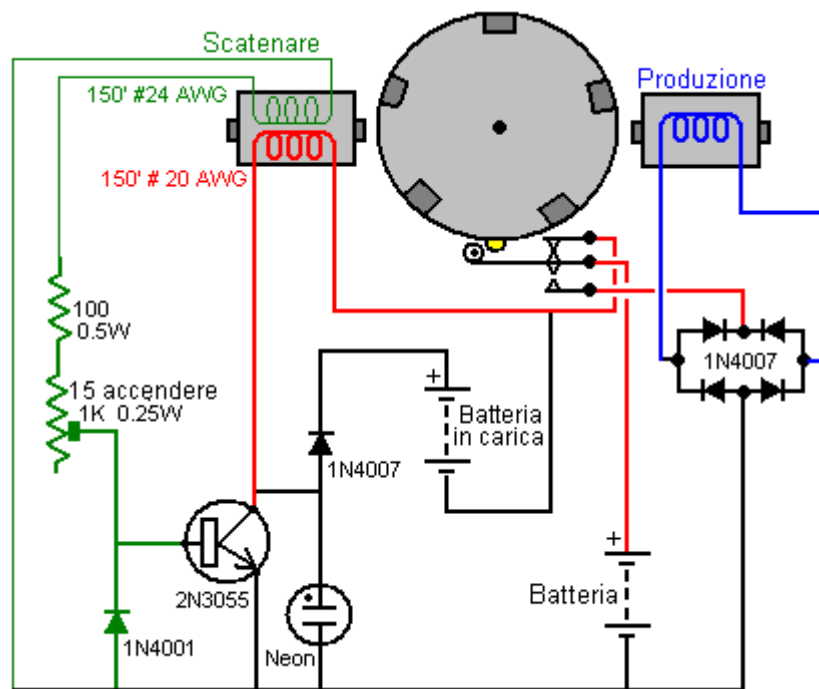 Scatenare
Produzione
150' #24 AWG
150' # 20 AWG
100
0.5W
15 accendere
1K 0.25W
1N4007
+
Batteria
in carica
1N4007
+
2N3055
Batteria
1N4001
Neon